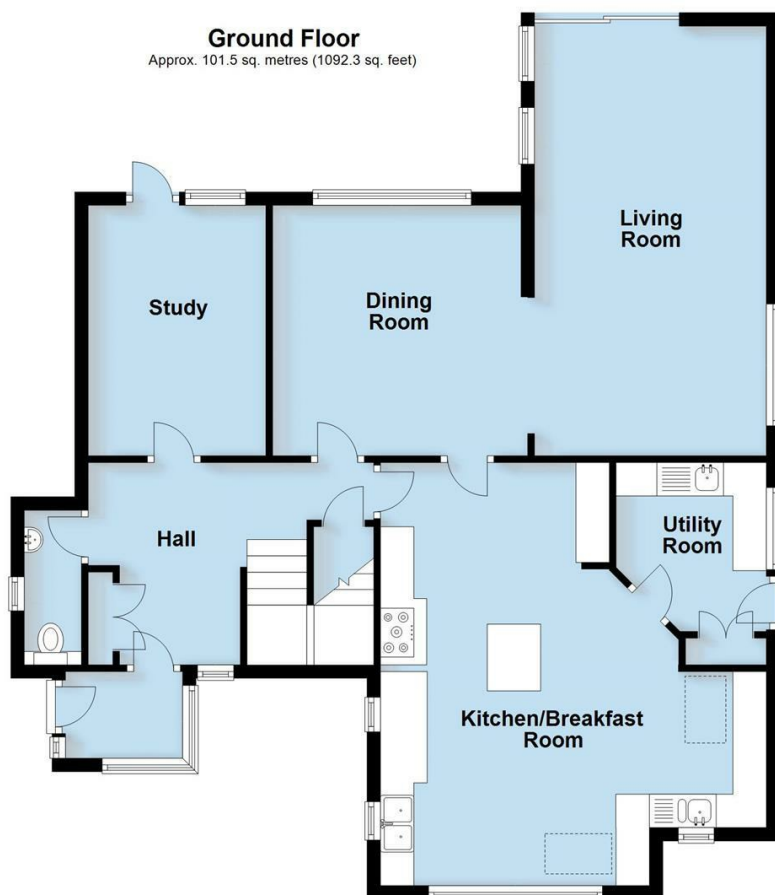 Ground Floor
Approx. 101.5 sq. metres (1092.3 sq. feet)
Living
Room
Study
Dining
Room
Hall
Utility
Room
Kitchen/Breakfast
Room